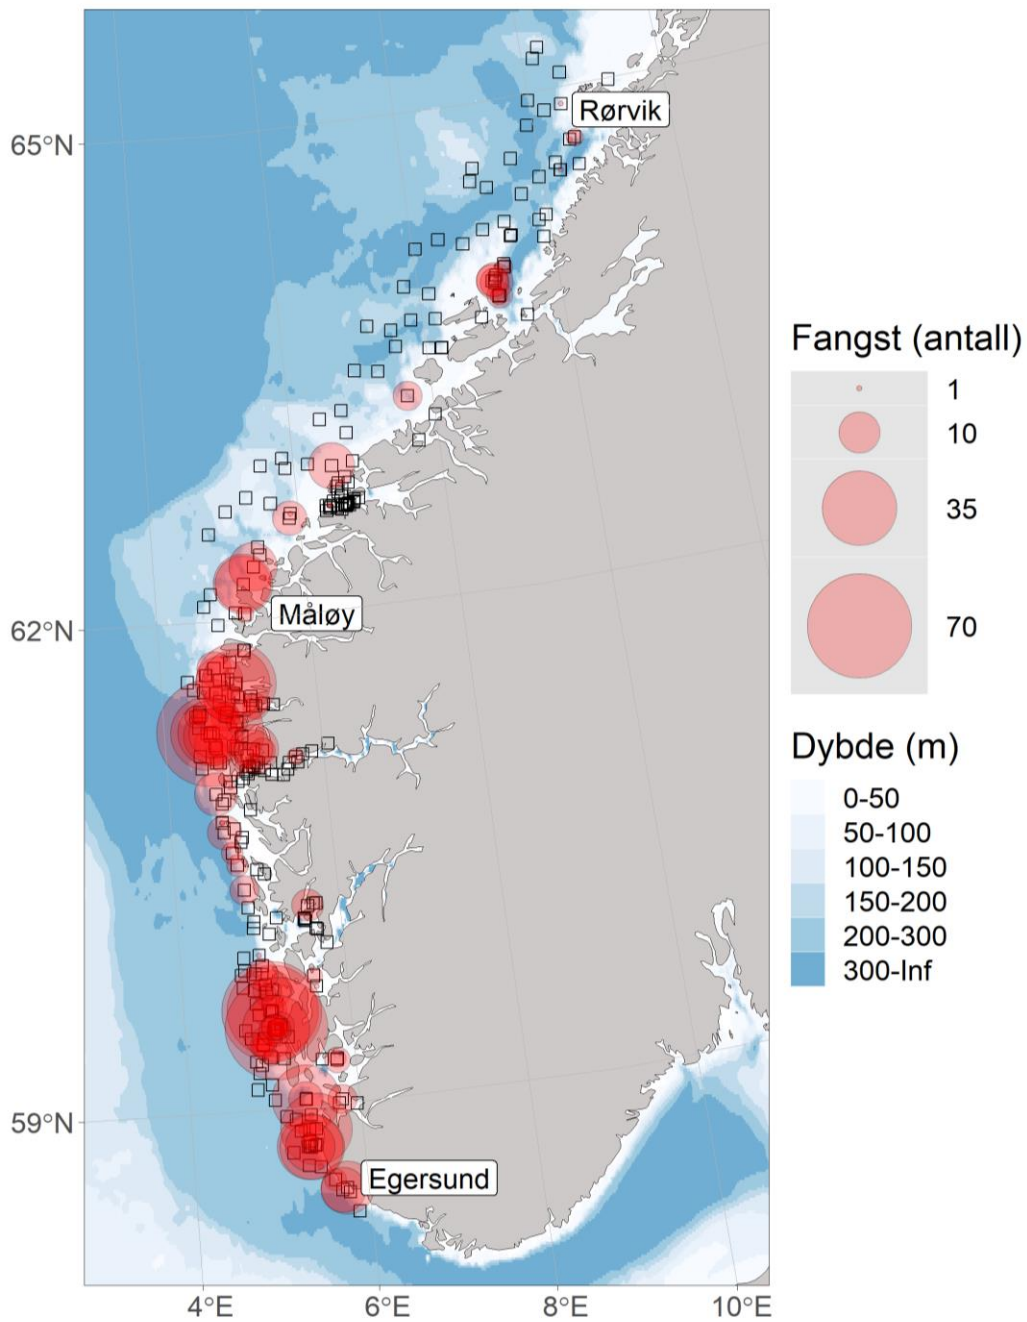 Rørvik
65°N
Måløy
62°N
59°N
Egersund
4°E
6°E
8°E
10°E
Fangst (antall)
1
10
35
70
Dybde (m)
0-50
50-100
100-150
150-200
200-300
300-Inf